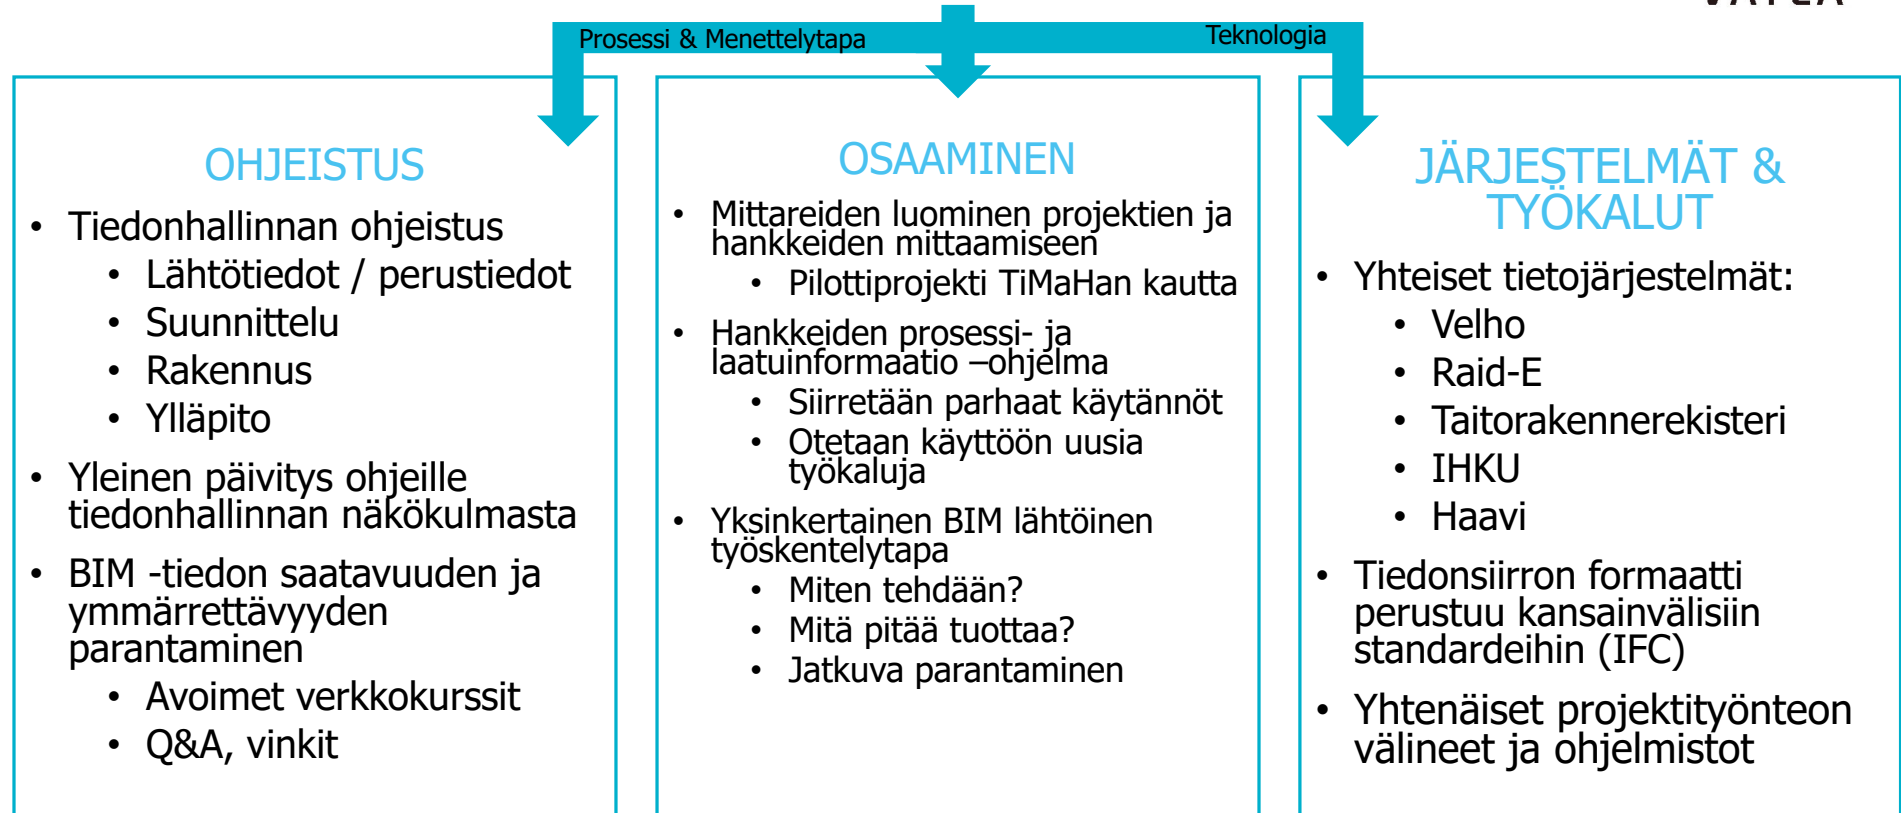 Prosessi & Menettelytapa
Teknologia
OHJEISTUS
• Tiedonhallinnan ohjeistus
• Lähtötiedot / perustiedot
• Suunnittelu
• Rakennus
• Ylläpito
• Yleinen päivitys ohjeille
tiedonhallinnan näkökulmasta
• BIM -tiedon saatavuuden ja
ymmärrettävyyden
parantaminen
• Avoimet verkkokurssit
• Q&A, vinkit
OSAAMINEN
• Mittareiden luominen projektien ja
hankkeiden mittaamiseen
• Pilottiprojekti TiMaHan kautta
• Hankkeiden prosessi- ja
laatuinformaatio –ohjelma
• Siirretään parhaat käytännöt
• Otetaan käyttöön uusia
työkaluja
• Yksinkertainen BIM lähtöinen
työskentelytapa
• Miten tehdään?
• Mitä pitää tuottaa?
• Jatkuva parantaminen
JÄRJESTELMÄT &
TYÖKALUT
• Yhteiset tietojärjestelmät:
• Velho
• Raid-E
• Taitorakennerekisteri
• IHKU
• Haavi
• Tiedonsiirron formaatti
perustuu kansainvälisiin
standardeihin (IFC)
• Yhtenäiset projektityönteon
välineet ja ohjelmistot